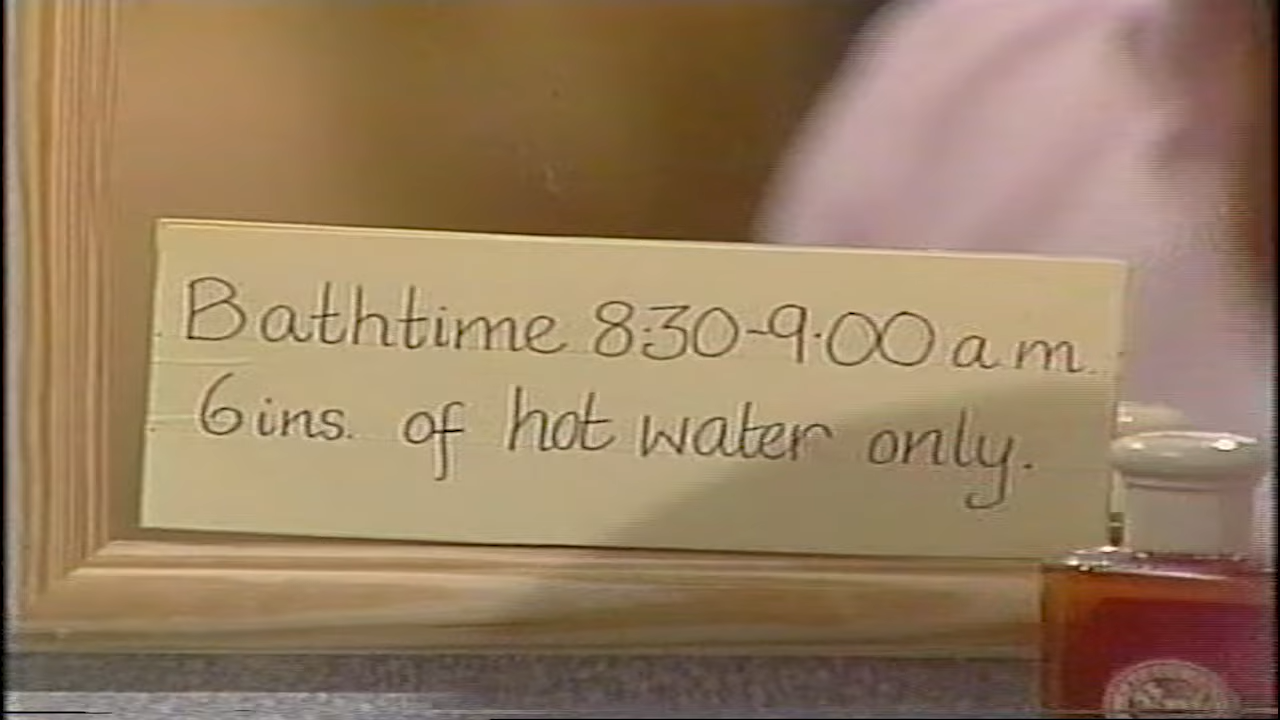 Bathtime 8.30-9.00 a.m.
6ins. of hot water only.